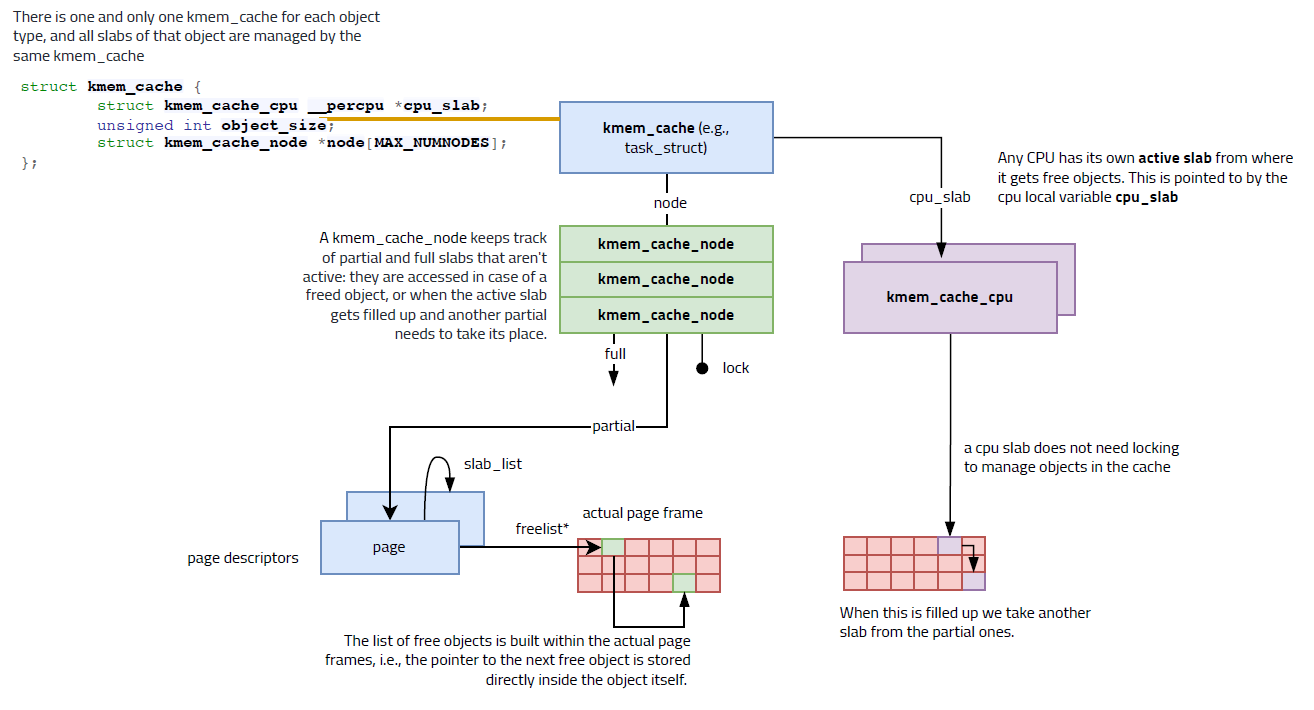 There is one and only one kmem_cache for each object
type, and all slabs of that object are managed by the
same kmem_cache
struct kmem_cache {
struct kmem_cache_cpu __percpu *cpu_slab;
unsigned int object_size;
struct kmem_cache_node *node[MAX_NUMNODES];
};
kmem_cache (e.g.,
task_struct)
Any CPU has its own active slab from where
it gets free objects. This is pointed to by the
cpu local variable cpu_slab
cpu_slab
node
A kmem_cache_node keeps track
of partial and full slabs that aren't
active: they are accessed in case of a
freed object, or when the active slab
gets filled up and another partial
needs to take its place.
kmem_cache_node
kmem_cache_node
kmem_cache_node
kmem_cache_cpu
full
lock
partial
slab_list
a cpu slab does not need locking
to manage objects in the cache
page descriptors
page
freelist*
actual page frame
The list of free objects is built within the actual page
frames, i.e., the pointer to the next free object is stored
directly inside the object itself.
When this is filled up we take another
slab from the partial ones.